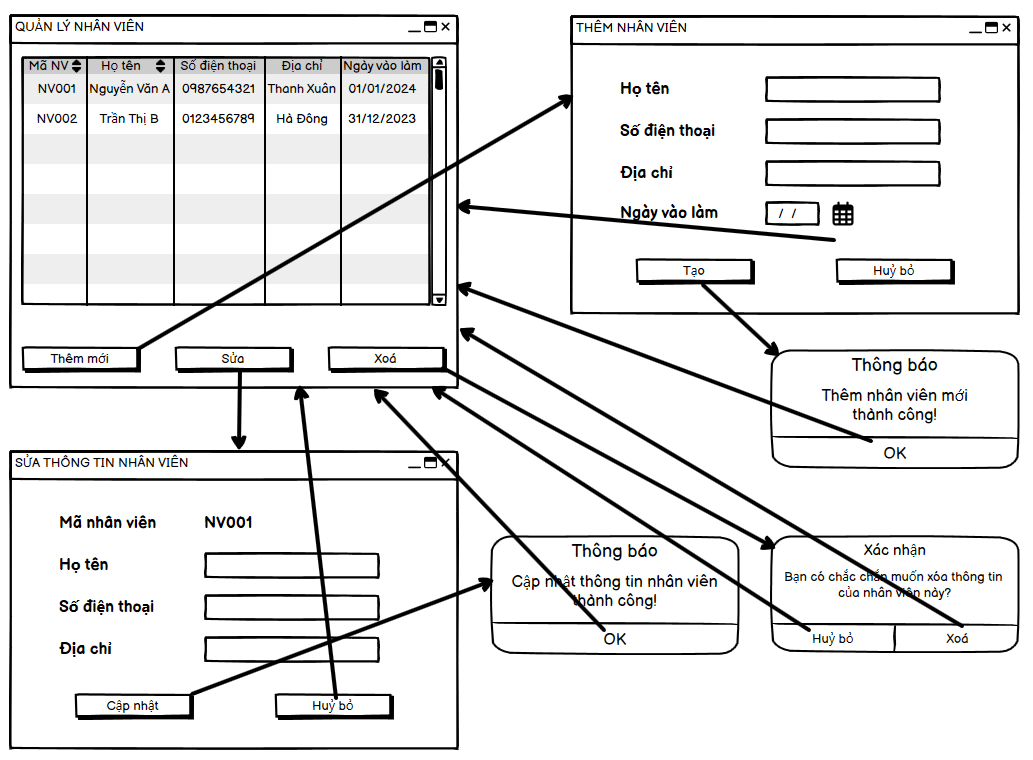 QUẢN LÝ NHÂN VIÊN
Mã NV Họ tên Số điện thoại Địa chỉ Ngày vào làm
NV001 Nguyễn Văn A 0987654321 Thanh Xuân 01/01/2024
NV002 Trần Thị B 0123456789 Hà Đông 31/12/2023
Thêm mới Sửa Xoá
THÊM NHÂN VIÊN
Họ tên
Số điện thoại
Địa chỉ
Ngày vào làm / /
Tạo Huỷ bỏ
Thông báo
Thêm nhân viên mới
thành công!
OK
SỬA THÔNG TIN NHÂN VIÊN
Mã nhân viên NV001
Họ tên
Số điện thoại
Địa chỉ
Cập nhật Huỷ bỏ
Thông báo
Cập nhật thông tin nhân viên
thành công!
OK
Xác nhận
Bạn có chắc chắn muốn xóa thông tin
của nhân viên này?
Huỷ bỏ Xoá